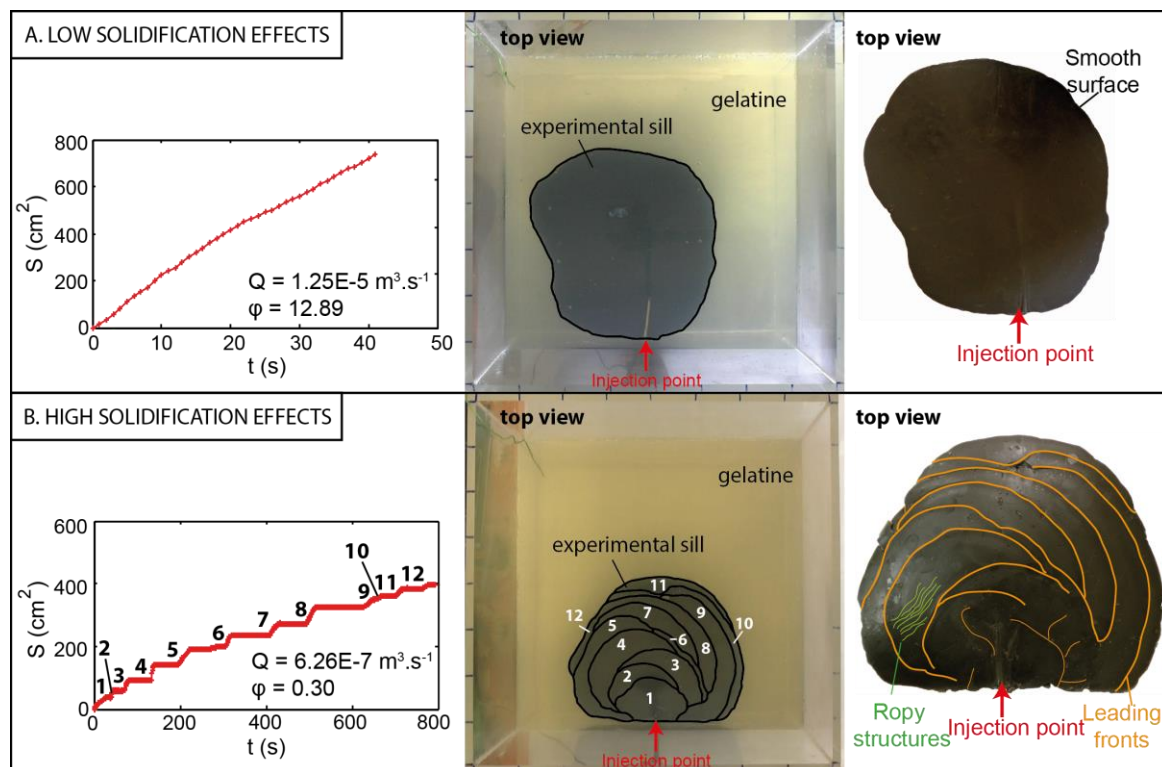 A. LOW SOLIDIFICATION EFFECTS
800
600
400
200
0
S (cm²)
Q = 1.25E-5 m³.s⁻¹
φ = 12.89
0 10 20 30 40 50
t (s)
top view
gelatine
experimental sill
Injection point
top view
Smooth
surface
Injection point
B. HIGH SOLIDIFICATION EFFECTS
600
400
200
0
S (cm²)
1 2 3 4 5 6 7 8 9 10 11 12
Q = 6.26E-7 m³.s⁻¹
φ = 0.30
0 200 400 600 800
t (s)
top view
gelatine
experimental sill
11
12 7 9 10
5 6
4 8
3
2
1
Injection point
top view
Ropy
structures
Injection point
Leading
fronts